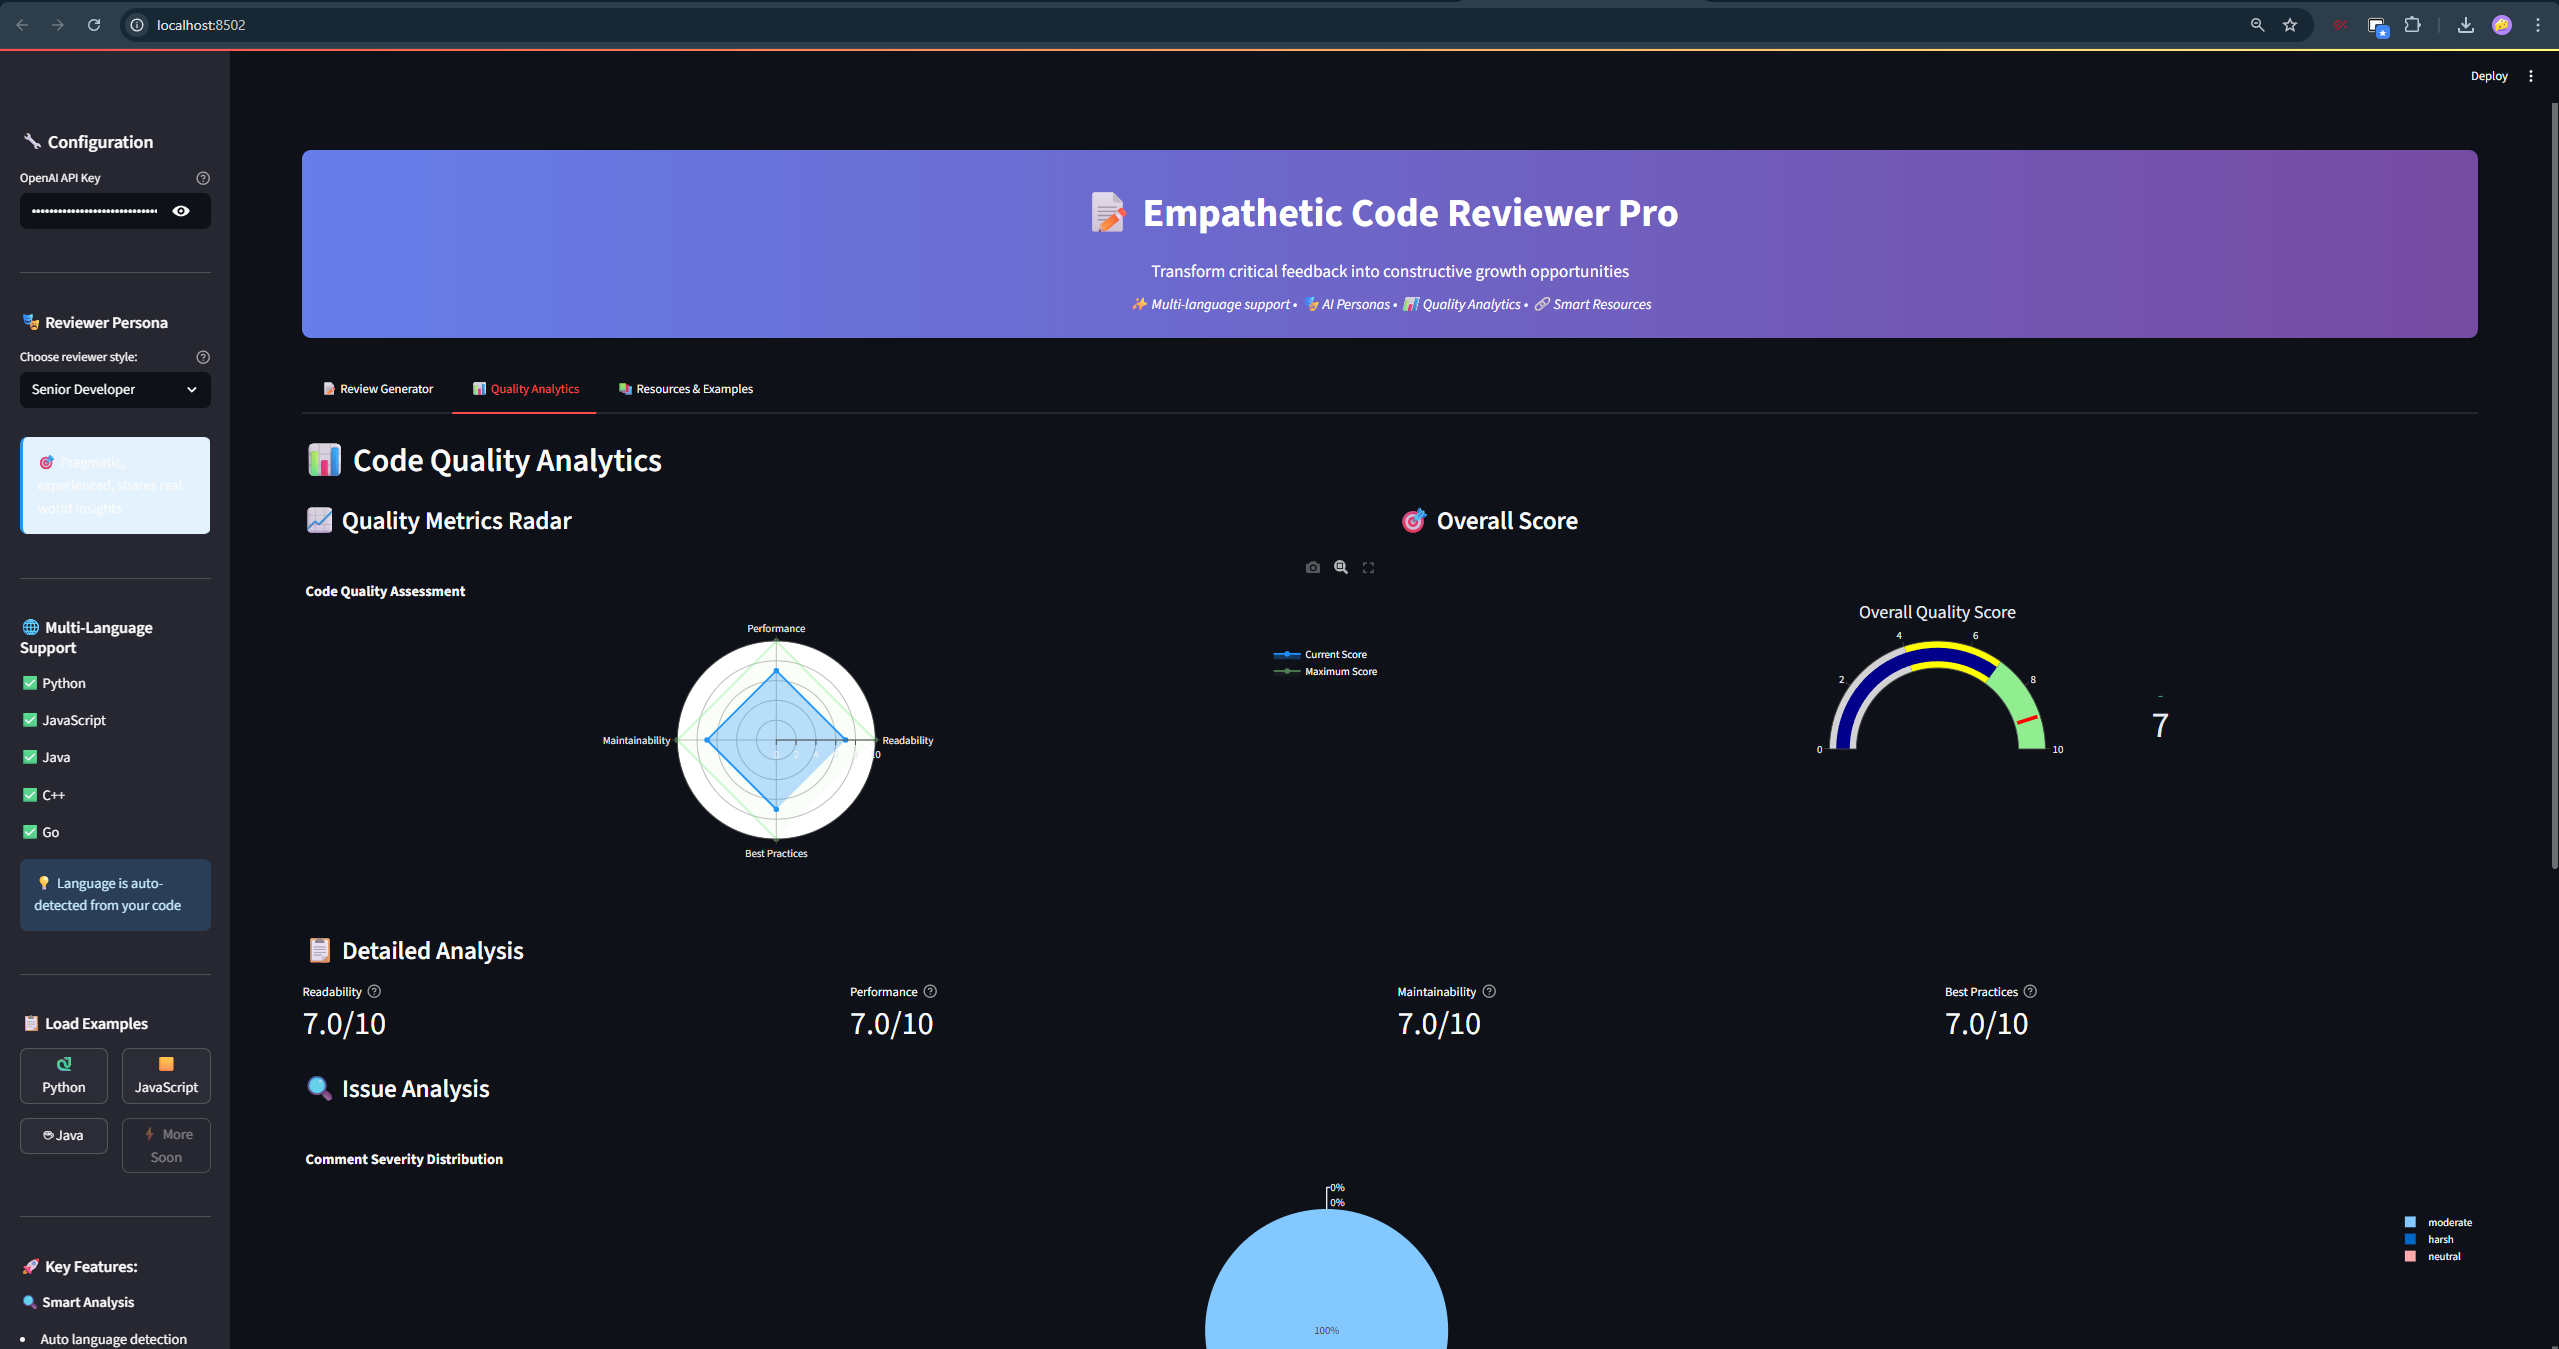 localhost:8502
Deploy
🔧 Configuration
OpenAI API Key
🎭 Reviewer Persona
Choose reviewer style:
Senior Developer
🎯 Pragmatic,
experienced, shares real-
world insights
🌐 Multi-Language
Support
✅ Python
✅ JavaScript
✅ Java
✅ C++
✅ Go
💡 Language is auto-
detected from your code
📋 Load Examples
Python
JavaScript
Java
More
Soon
🚀 Key Features:
🔍 Smart Analysis
• Auto language detection
📝 Empathetic Code Reviewer Pro
Transform critical feedback into constructive growth opportunities
✨ Multi-language support • 🎭 AI Personas • 📊 Quality Analytics • 🔗 Smart Resources
📝 Review Generator
📊 Quality Analytics
📚 Resources & Examples
📊 Code Quality Analytics
📈 Quality Metrics Radar
Code Quality Assessment
Performance
Maintainability
Readability
0 2 4 6 8 10
Best Practices
Current Score
Maximum Score
🎯 Overall Score
Overall Quality Score
0
2
4
6
8
10
-
7
📋 Detailed Analysis
Readability
7.0/10
Performance
7.0/10
Maintainability
7.0/10
Best Practices
7.0/10
🔍 Issue Analysis
Comment Severity Distribution
0%
0%
100%
moderate
harsh
neutral